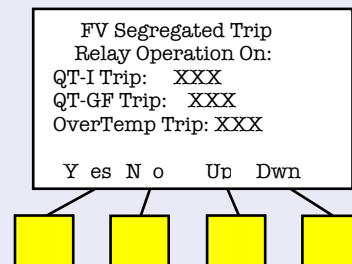 FV Segregated Trip
Relay Operation On:
QT-I Trip: XXX
QT-GF Trip: XXX
OverTemp Trip: XXX
Y es N o Up Dwn